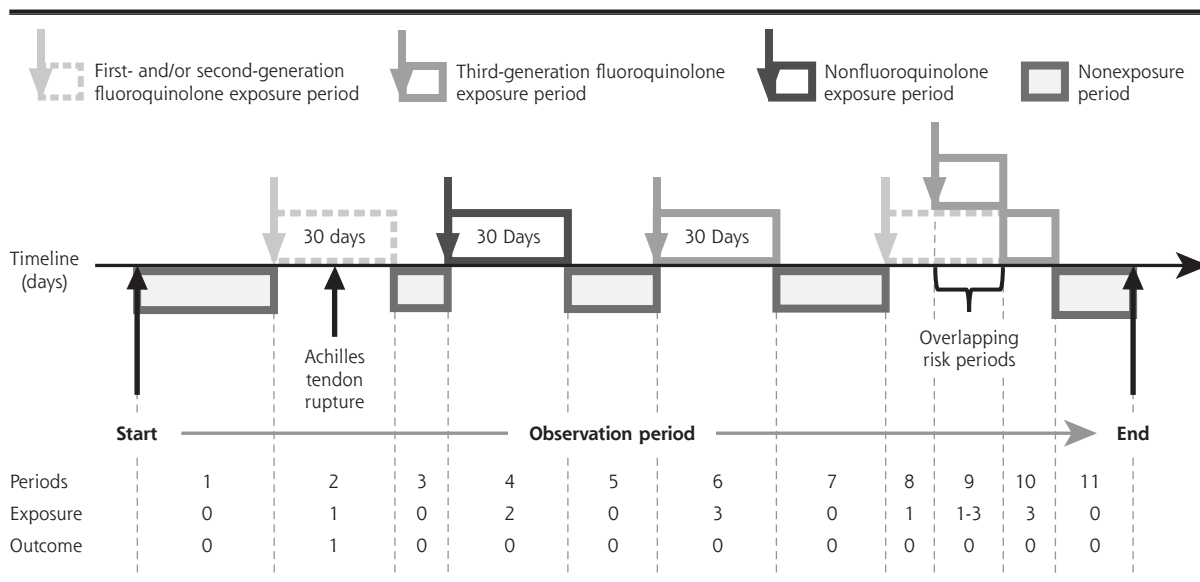 First- and/or second-generation
fluoroquinolone exposure period
Third-generation fluoroquinolone
exposure period
Nonfluoroquinolone
exposure period
Nonexposure
period
30 days
30 Days
30 Days
Timeline
(days)
Achilles
tendon
rupture
Overlapping
risk periods
Start
Observation period
End
Periods 1 2 3 4 5 6 7 8 9 10 11
Exposure 0 1 0 2 0 3 0 1 1-3 3 0
Outcome 0 1 0 0 0 0 0 0 0 0 0